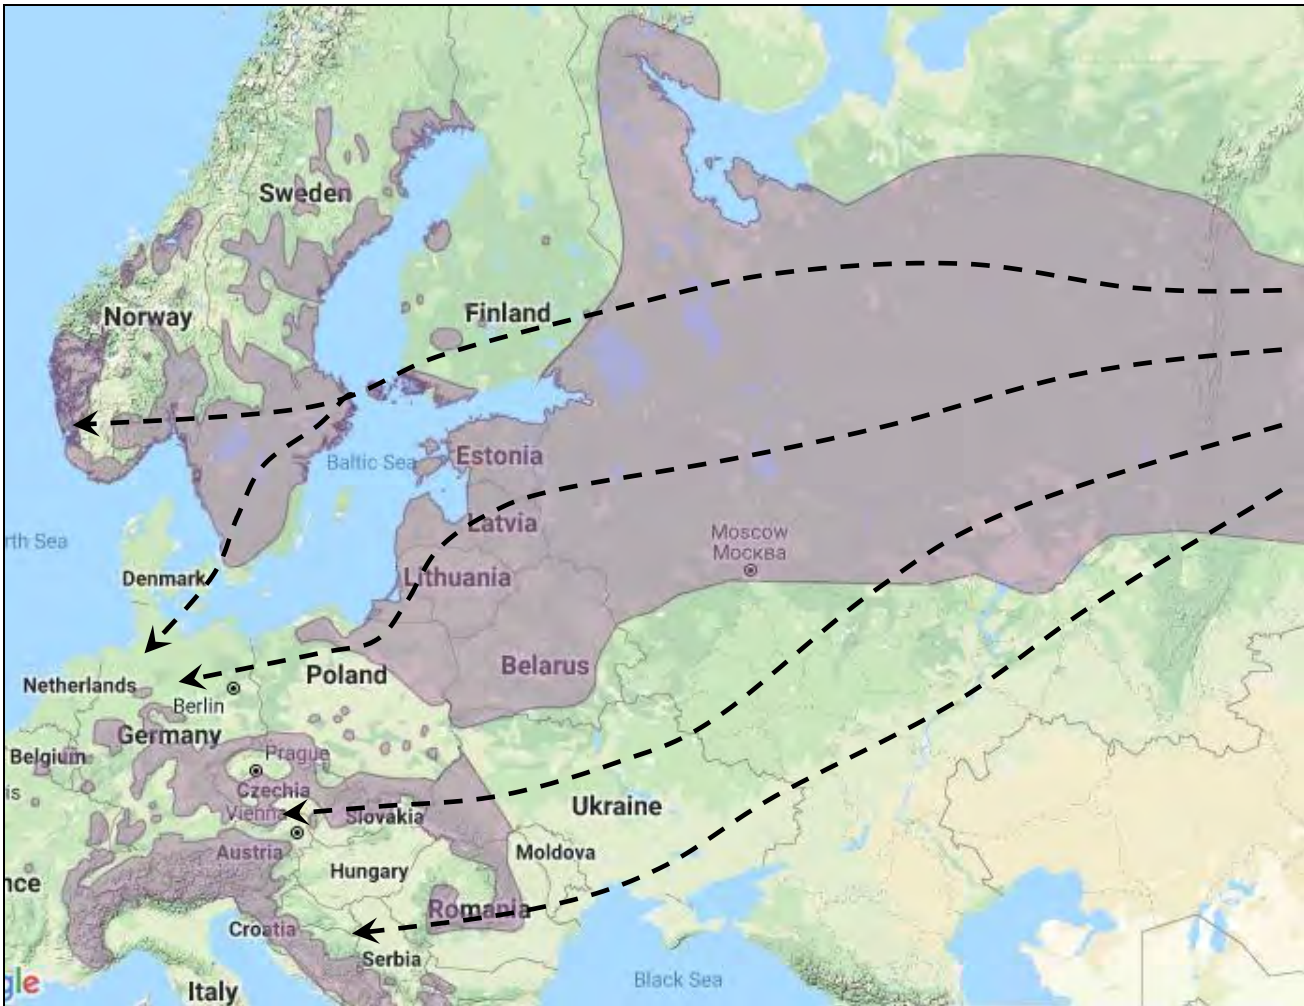 Sweden
Norway
Finland
Baltic Sea
Estonia
rth Sea
Latvia
Moscow
Москва
Denmark
Lithuania
Belarus
Poland
Netherlands
Berlin
Germany
Belgium
Prague
Czechia
is
Vienna
Slovakia
Ukraine
Austria
Moldova
Hungary
nce
Romania
Croatia
Serbia
Black Sea
gle
Italy